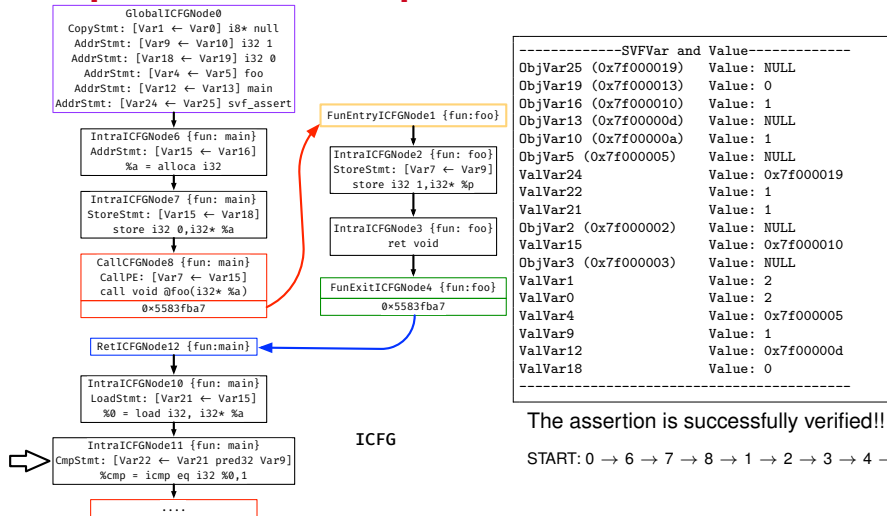 GlobalICFGNode0
CopyStmt: [Var1 ← Var0] i8* null
AddrStmt: [Var9 ← Var10] i32 1
AddrStmt: [Var18 ← Var19] i32 0
AddrStmt: [Var4 ← Var5] foo
AddrStmt: [Var12 ← Var13] main
AddrStmt: [Var24 ← Var25] svf_assert
IntraICFGNode6 {fun: main}
AddrStmt: [Var15 ← Var16]
%a = alloca i32
IntraICFGNode7 {fun: main}
StoreStmt: [Var15 ← Var18]
store i32 0,i32* %a
CallCFGNode8 {fun: main}
CallPE: [Var7 ← Var15]
call void @foo(i32* %a)
0×5583fba7
RetICFGNode12 {fun:main}
IntraICFGNode10 {fun: main}
LoadStmt: [Var21 ← Var15]
%0 = load i32, i32* %a
IntraICFGNode11 {fun: main}
CmpStmt: [Var22 ← Var21 pred32 Var9]
%cmp = icmp eq i32 %0,1
....
FunEntryICFGNode1 {fun:foo}
IntraICFGNode2 {fun: foo}
StoreStmt: [Var7 ← Var9]
store i32 1,i32* %p
IntraICFGNode3 {fun: foo}
ret void
FunExitICFGNode4 {fun:foo}
0×5583fba7
ICFG
-------------SVFVar and Value-------------
ObjVar25 (0x7f000019) Value: NULL
ObjVar19 (0x7f000013) Value: 0
ObjVar16 (0x7f000010) Value: 1
ObjVar13 (0x7f00000d) Value: NULL
ObjVar10 (0x7f00000a) Value: 1
ObjVar5 (0x7f000005) Value: NULL
ValVar24 Value: 0x7f000019
ValVar22 Value: 1
ValVar21 Value: 1
ObjVar2 (0x7f000002) Value: NULL
ValVar15 Value: 0x7f000010
ObjVar3 (0x7f000003) Value: NULL
ValVar1 Value: 2
ValVar0 Value: 2
ValVar4 Value: 0x7f000005
ValVar9 Value: 1
ValVar12 Value: 0x7f00000d
ValVar18 Value: 0
-----------------------------------------
The assertion is successfully verified!!
START: 0 → 6 → 7 → 8 → 1 → 2 → 3 → 4 →